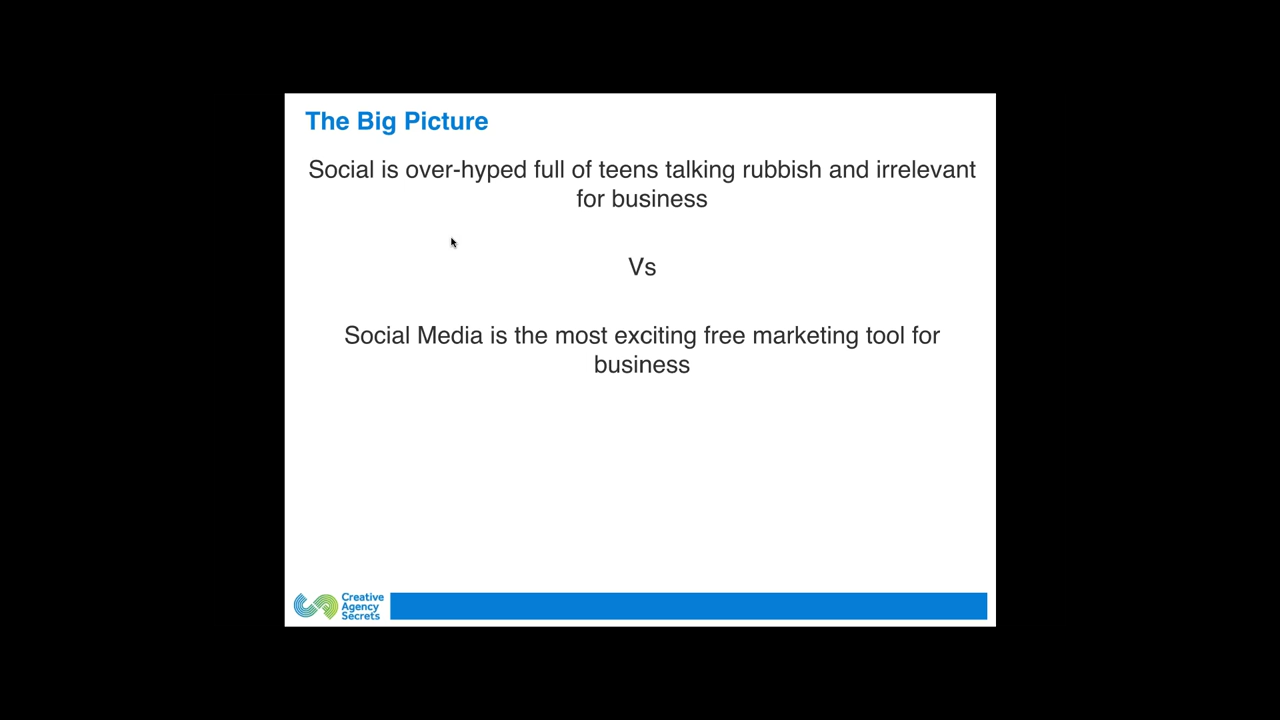 The Big Picture
Social is over-hyped full of teens talking rubbish and irrelevant
for business
Vs
Social Media is the most exciting free marketing tool for
business
Creative
Agency
Secrets